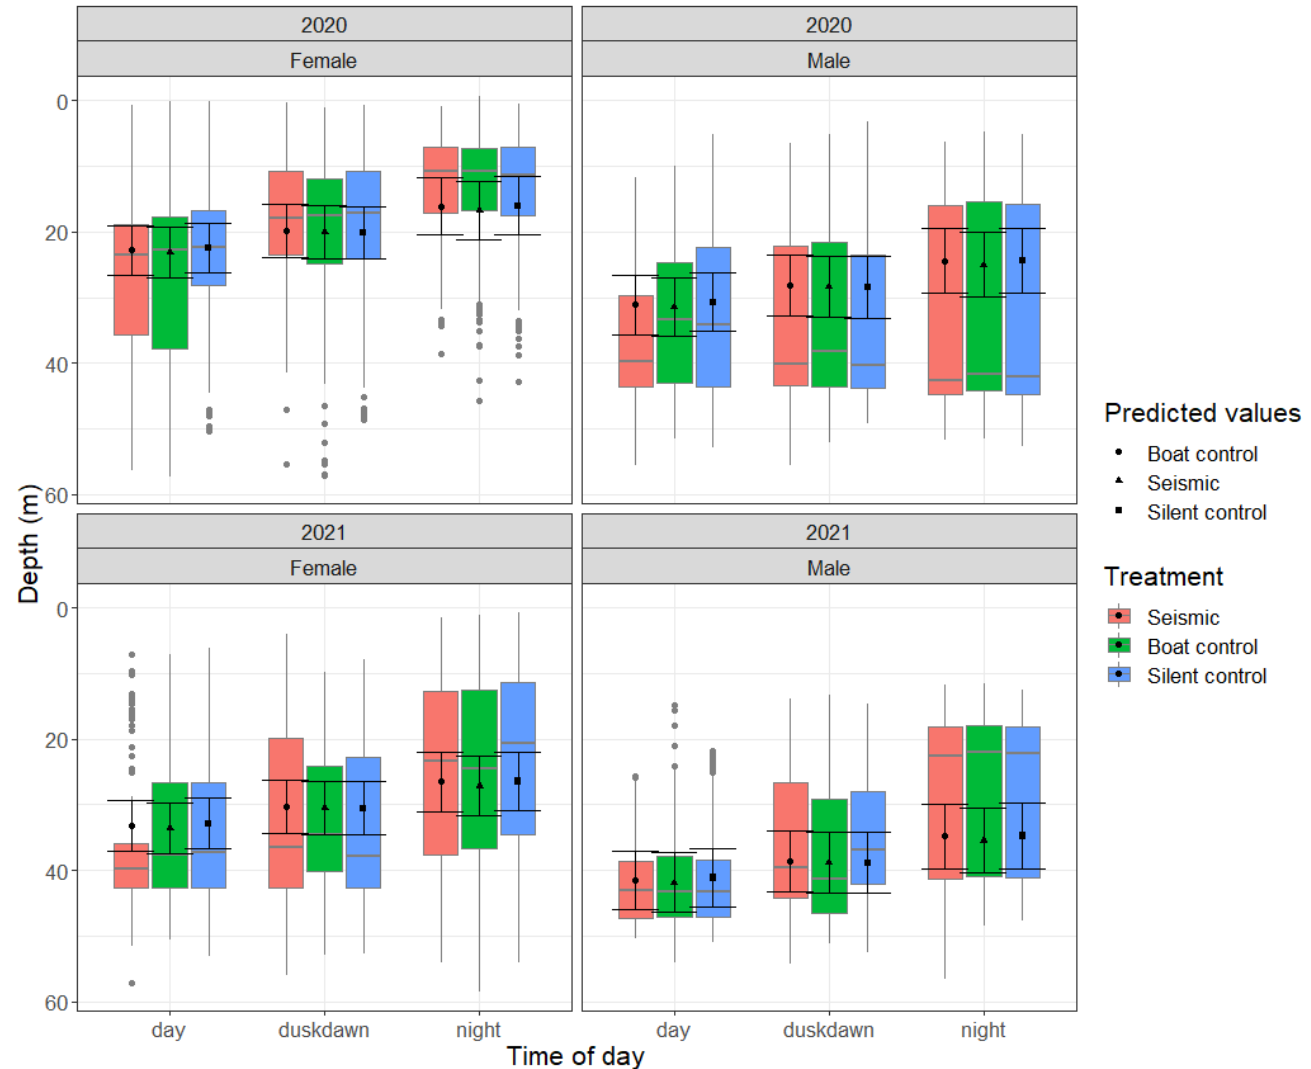 2020
2020
Female
Male
0
20
40
60
2021
2021
Female
Male
0
20
40
60
day
duskdawn
night
day
duskdawn
night
Time of day
Depth (m)
Predicted values
Boat control
Seismic
Silent control
Treatment
Seismic
Boat control
Silent control